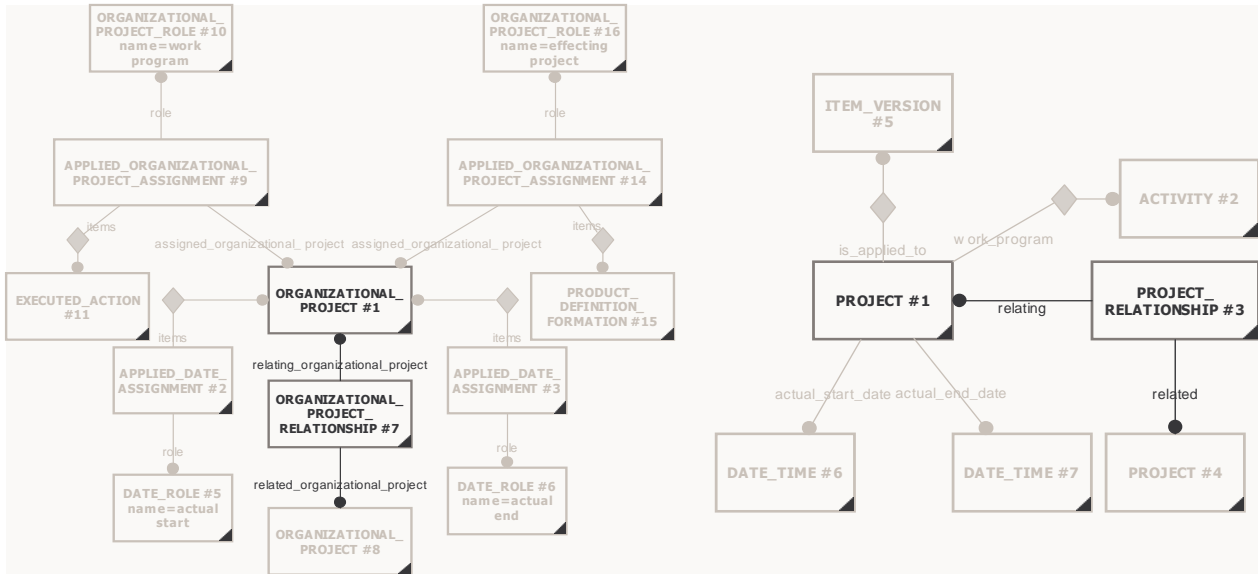 ORGANIZATIONAL_
PROJECT_ROLE #10
name=work
program
ORGANIZATIONAL_
PROJECT_ROLE #16
name=effecting
project
role
role
APPLIED_ORGANIZATIONAL_
PROJECT_ASSIGNMENT #9
APPLIED_ORGANIZATIONAL_
PROJECT_ASSIGNMENT #14
items
items
assigned_organizational_ project
assigned_organizational_ project
EXECUTED_ACTION
#11
ORGANIZATIONAL_
PROJECT #1
PRODUCT_
DEFINITION_
FORMATION #15
items
items
APPLIED_DATE_
ASSIGNMENT #2
relating_organizational_project
APPLIED_DATE_
ASSIGNMENT #3
ORGANIZATIONAL_
PROJECT_
RELATIONSHIP #7
role
role
related_organizational_project
DATE_ROLE #5
name=actual
start
DATE_ROLE #6
name=actual
end
ORGANIZATIONAL_
PROJECT #8
ITEM_VERSION
#5
ACTIVITY #2
is_applied_to
work_program
PROJECT #1
relating
PROJECT_
RELATIONSHIP #3
actual_start_date
actual_end_date
related
DATE_TIME #6
DATE_TIME #7
PROJECT #4